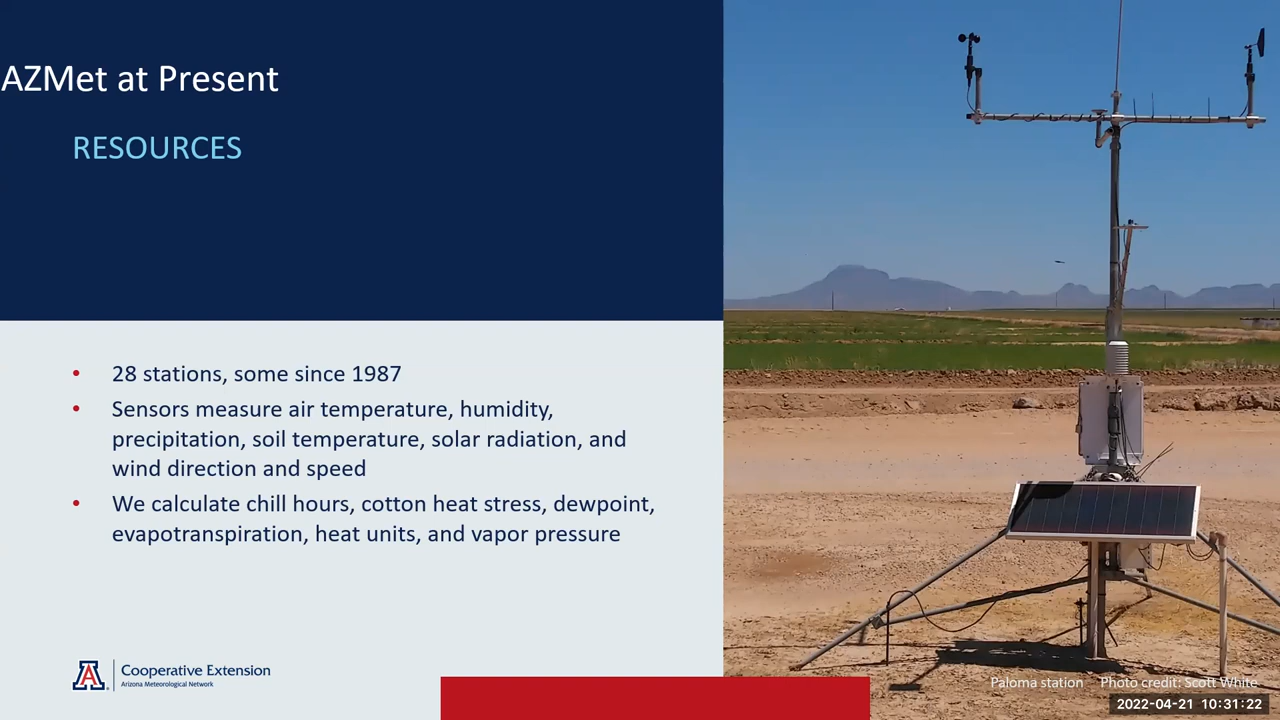 AZMet at Present
RESOURCES
• 28 stations, some since 1987
• Sensors measure air temperature, humidity,
precipitation, soil temperature, solar radiation, and
wind direction and speed
• We calculate chill hours, cotton heat stress, dewpoint,
evapotranspiration, heat units, and vapor pressure
A
Cooperative Extension
Arizona Meteorological Network
Paloma station Photo credit: Scott White
2022-04-21 10:31:22